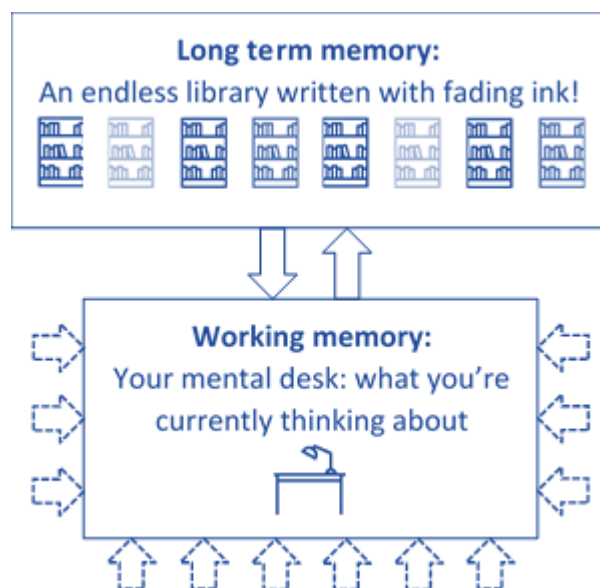 Long term memory:
An endless library written with fading ink!
Working memory:
Your mental desk: what you're
currently thinking about